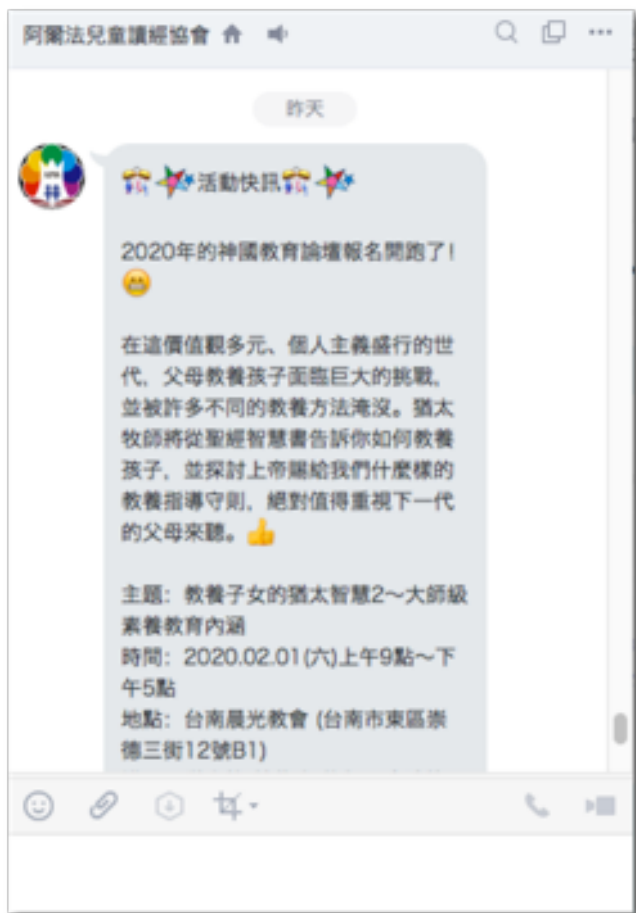 阿爾法兒童讀經協會
昨天
活動快訊
2020年的神國教育論壇報名開跑了!
在這價值觀多元、個人主義盛行的世
代，父母教養孩子面臨巨大的挑戰，
並被許多不同的教養方法淹沒。猶太
牧師將從聖經智慧書告訴你如何教養
孩子，並探討上帝賜給我們什麼樣的
教養指導守則，絕對值得重視下一代
的父母來聽。
主題：教養子女的猶太智慧2～大師級
素養教育內涵
時間：2020.02.01(六)上午9點～下
午5點
地點：台南晨光教會 (台南市東區崇
德三街12號B1)